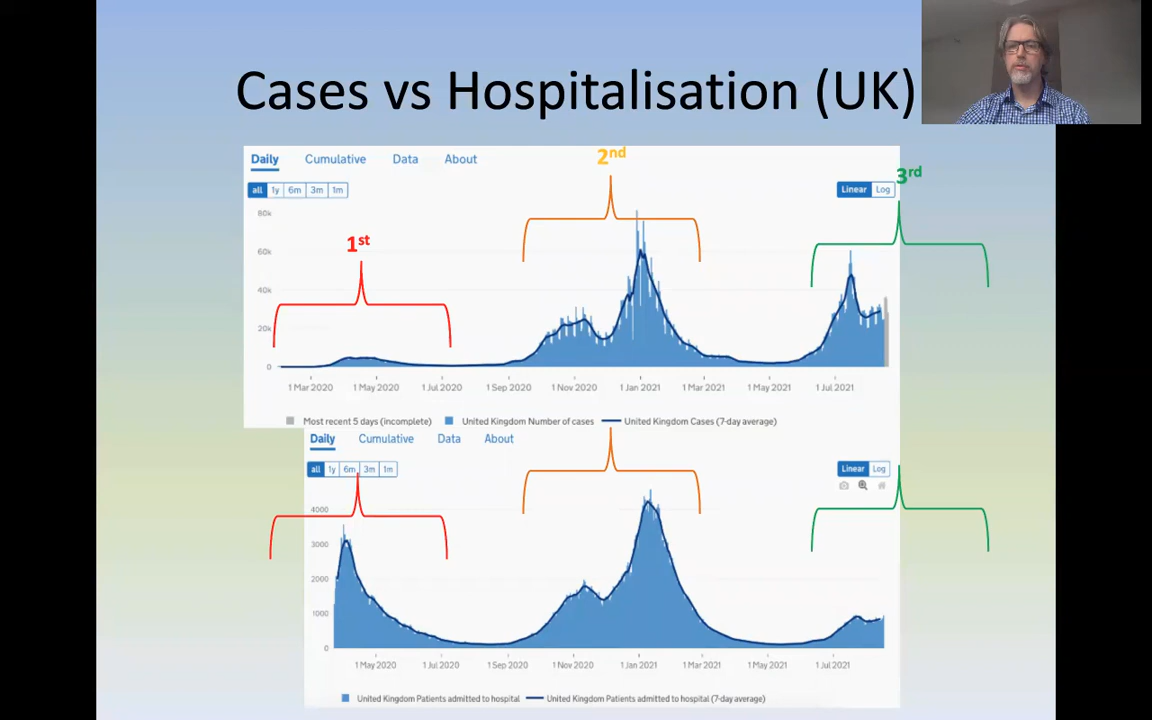 Cases vs Hospitalisation (UK)
Daily Cumulative Data About
2nd
all 1y 6m 3m 1m
Linear Log
3rd
80k
1st
60k
40k
20k
0
1 Mar 2020 1 May 2020 1 Jul 2020 1 Sep 2020 1 Nov 2020 1 Jan 2021 1 Mar 2021 1 May 2021 1 Jul 2021
Most recent 5 days (incomplete) United Kingdom Number of cases United Kingdom Cases (7-day average)
Daily Cumulative Data About
all 1y 6m 3m 1m
Linear Log
4000
3000
2000
1000
0
1 May 2020 1 Jul 2020 1 Sep 2020 1 Nov 2020 1 Jan 2021 1 Mar 2021 1 May 2021 1 Jul 2021
United Kingdom Patients admitted to hospital United Kingdom Patients admitted to hospital (7-day average)